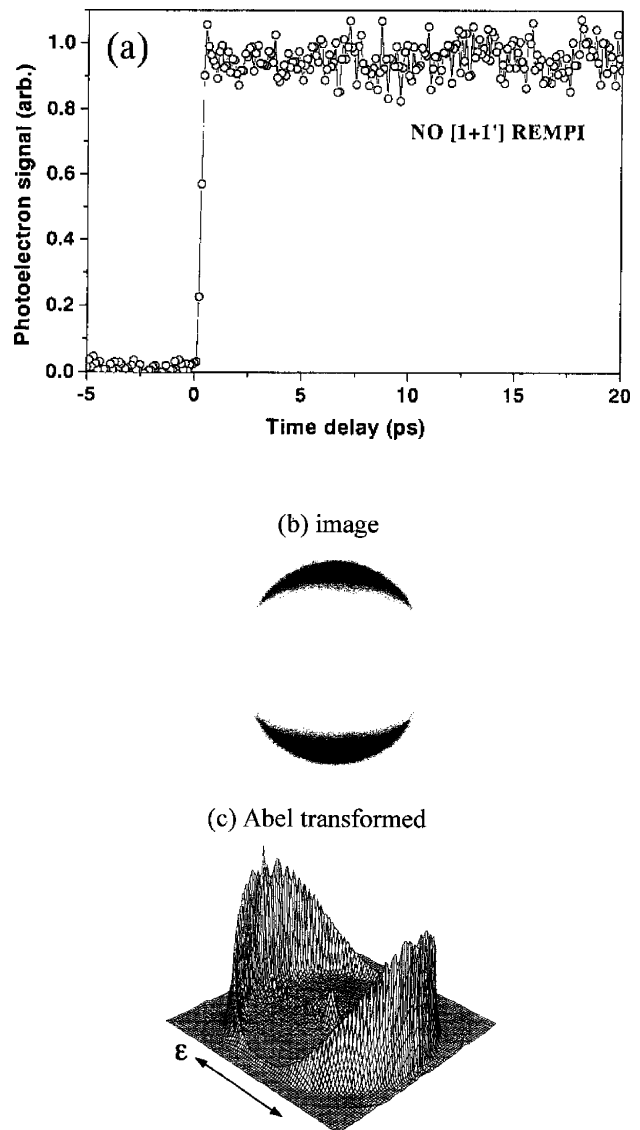 (a)
1.0
0.8
0.6
0.4
0.2
0.0
Photoelectron signal (arb.)
NO [1+1'] REMPI
-5 0 5 10 15 20
Time delay (ps)
(b) image
(c) Abel transformed
ε